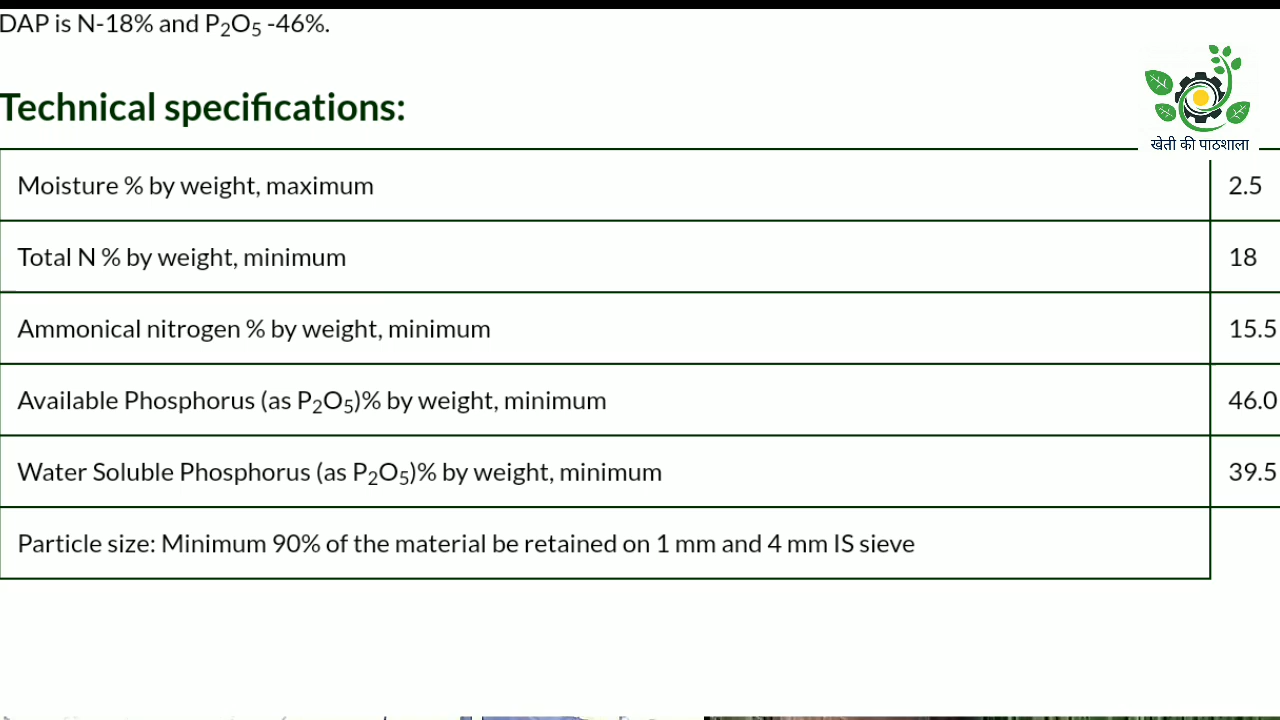 DAP is N-18% and P₂O₅ -46%.
Technical specifications:
खेती की पाठशाला
Moisture % by weight, maximum 2.5
Total N % by weight, minimum 18
Ammonical nitrogen % by weight, minimum 15.5
Available Phosphorus (as P₂O₅)% by weight, minimum 46.0
Water Soluble Phosphorus (as P₂O₅)% by weight, minimum 39.5
Particle size: Minimum 90% of the material be retained on 1 mm and 4 mm IS sieve